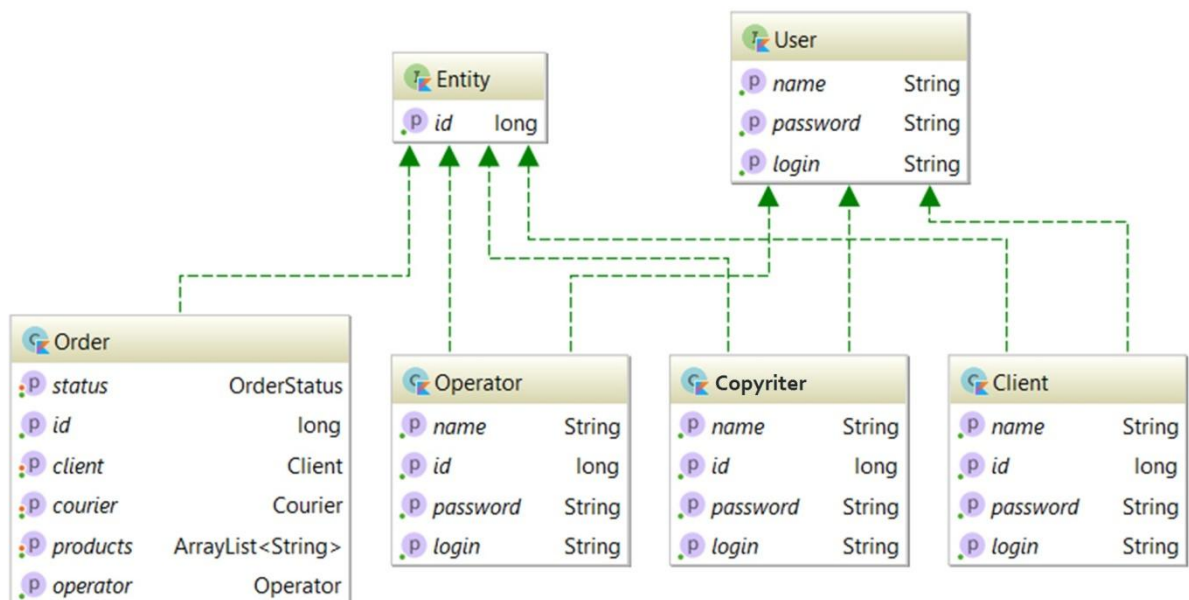 User
name String
password String
login String
Entity
id long
Order
status OrderStatus
id long
client Client
courier Courier
products ArrayList<String>
operator Operator
Operator
name String
id long
password String
login String
Copyriter
name String
id long
password String
login String
Client
name String
id long
password String
login String